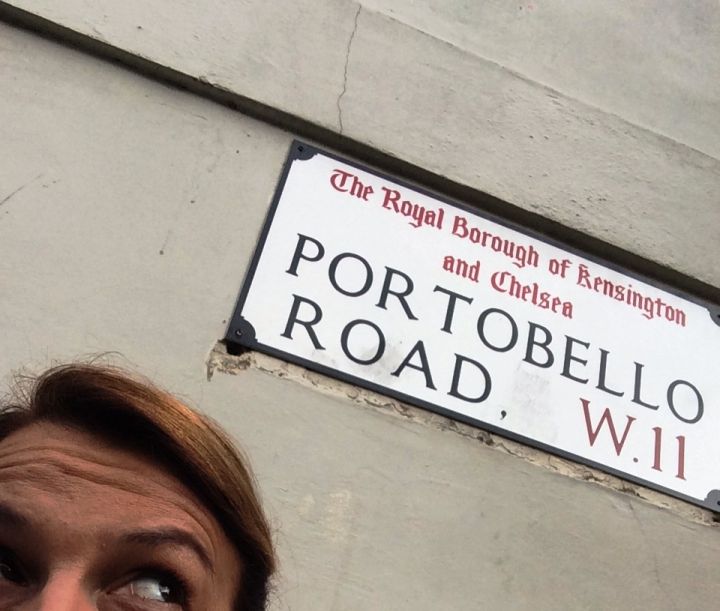 The Royal Borough of Kensington
and Chelsea
PORTOBELLO
ROAD, W.11